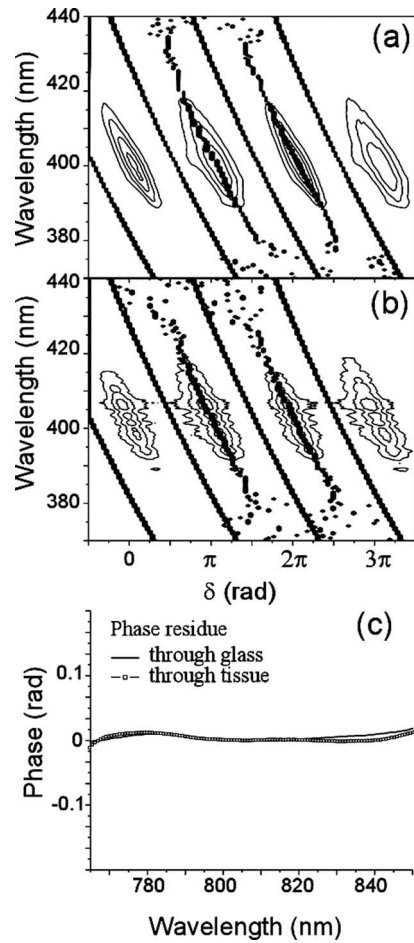 (a)
Wavelength (nm)
440
420
400
380
(b)
Wavelength (nm)
440
420
400
380
0 π 2π 3π
δ (rad)
(c)
Phase residue
through glass
through tissue
Phase (rad)
0.1
0
-0.1
780 800 820 840
Wavelength (nm)